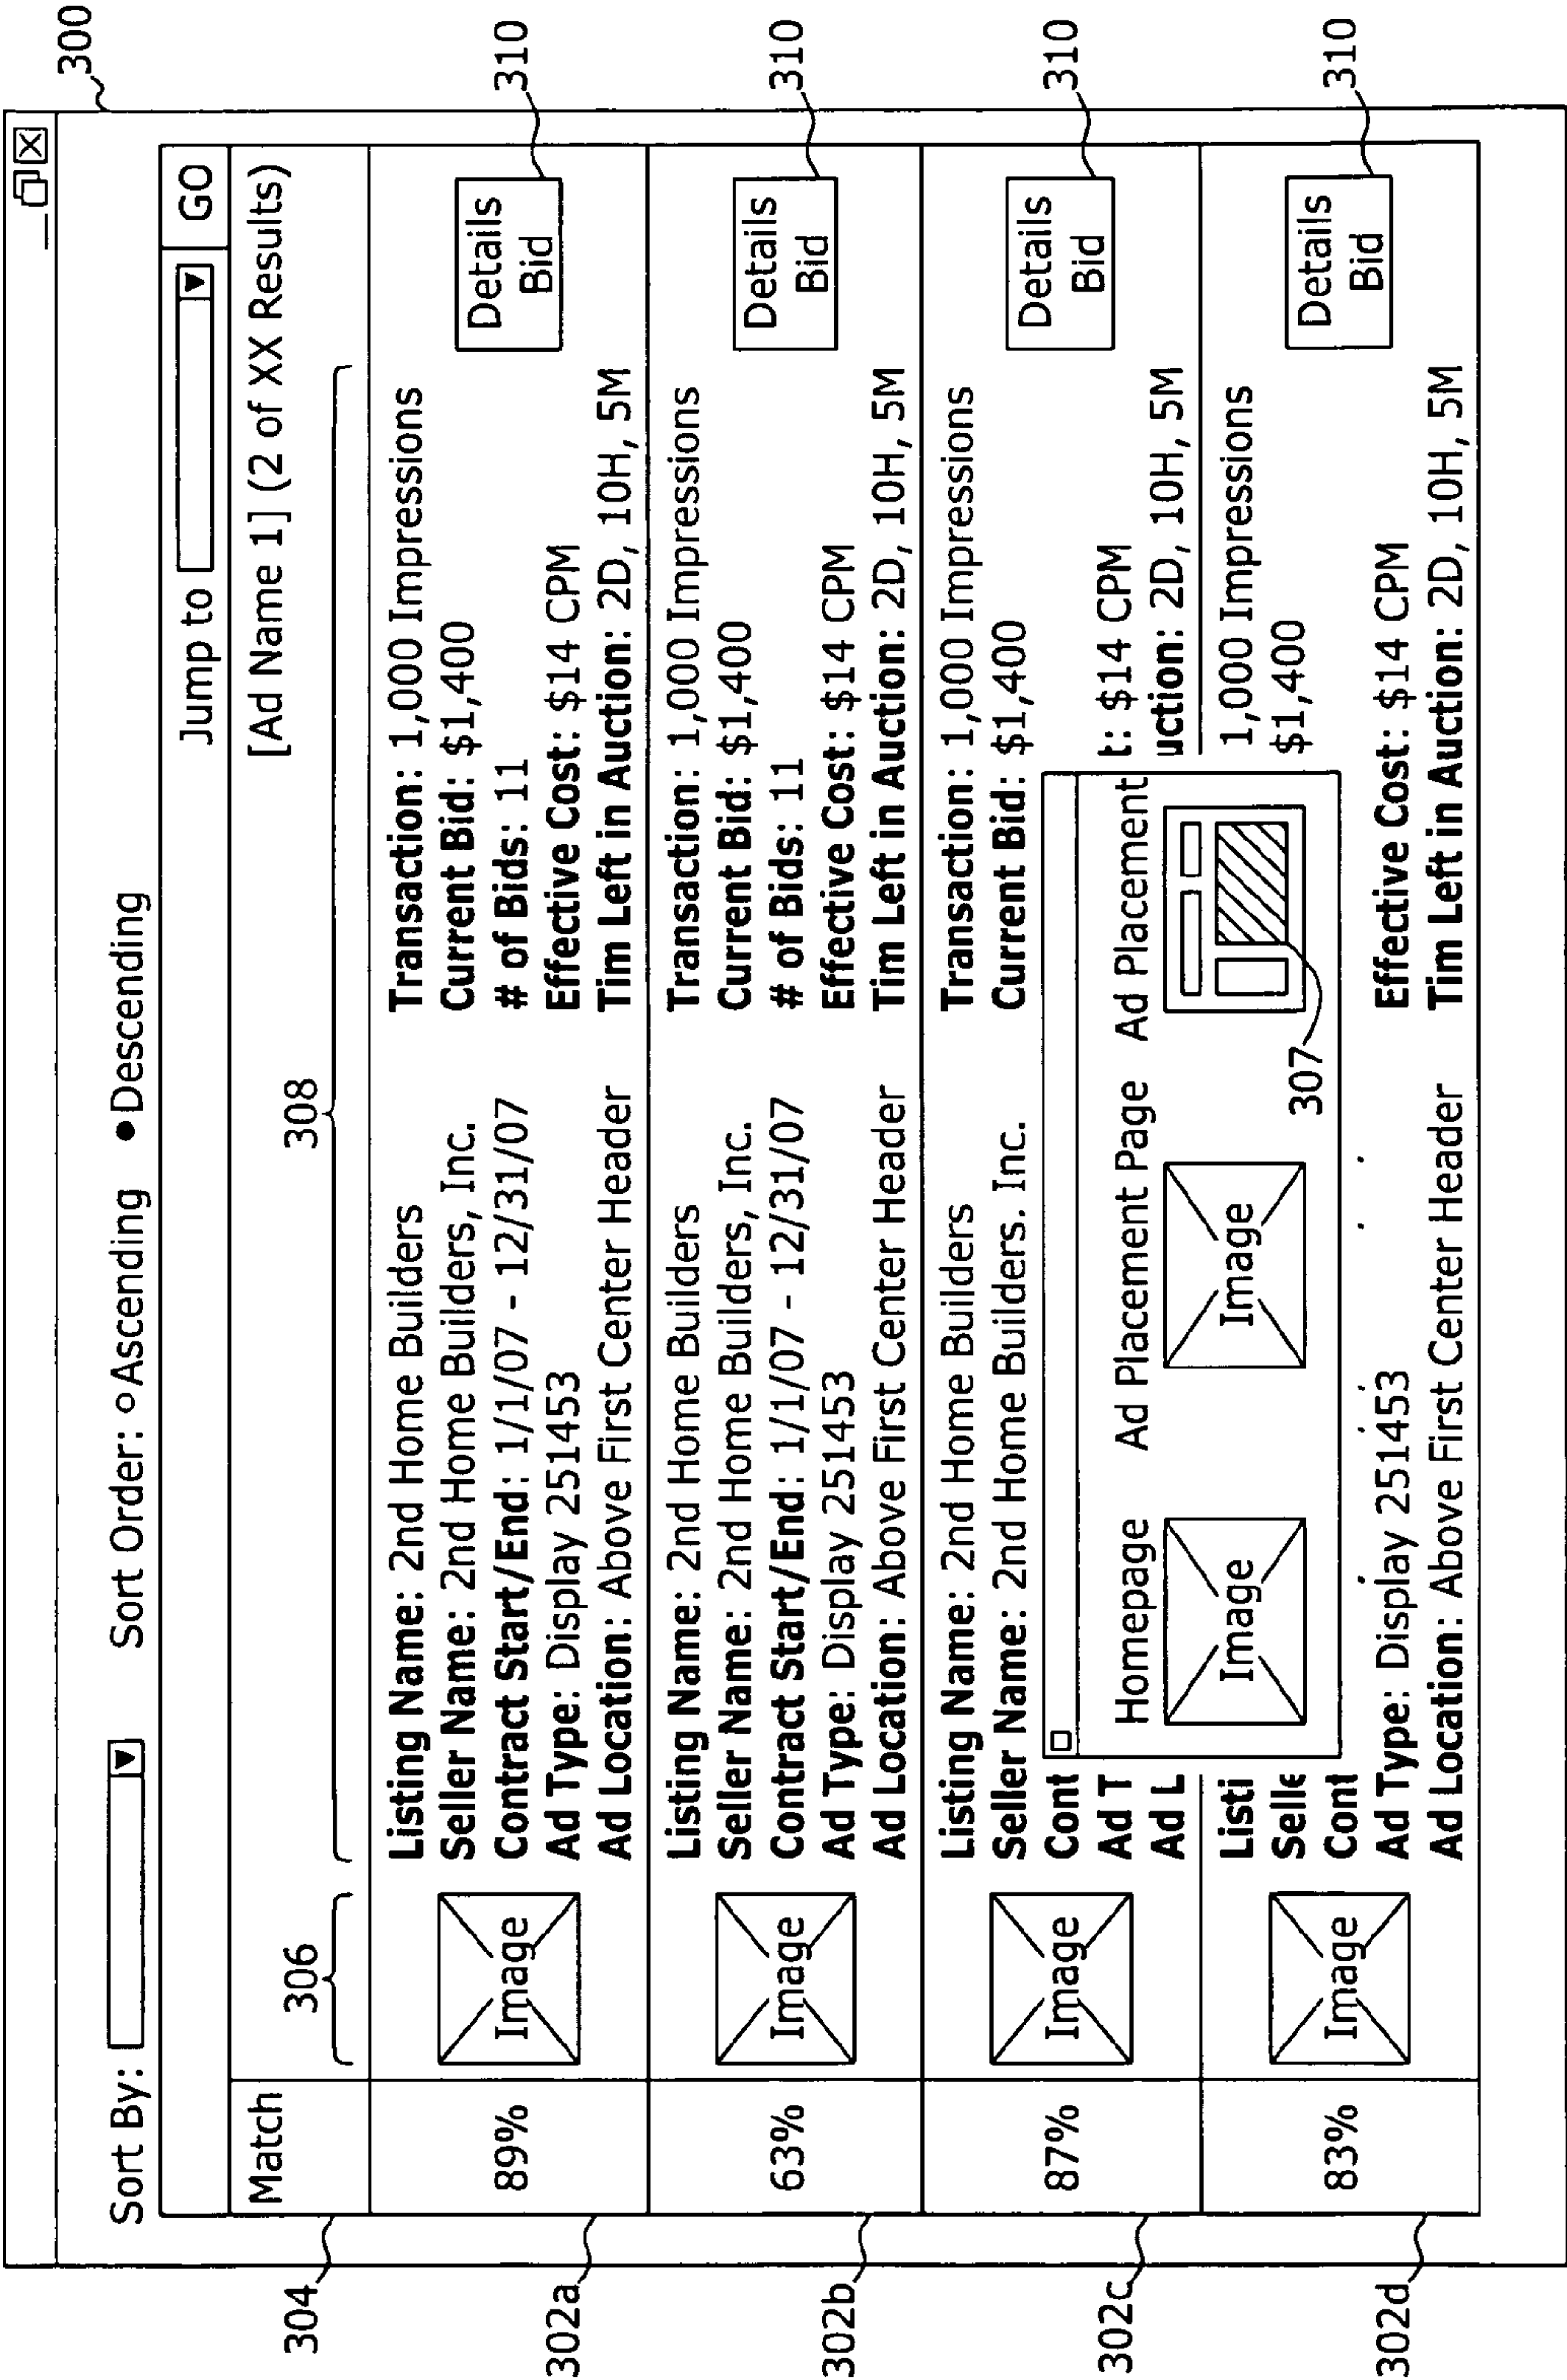 300
Sort By: Sort Order: Ascending Descending
Jump to GO
Match [Ad Name 1] (2 of XX Results)
304
306
308
302a
89%
Image
Listing Name: 2nd Home Builders
Seller Name: 2nd Home Builders, Inc.
Contract Start/End: 1/1/07 - 12/31/07
Ad Type: Display 251453
Ad Location: Above First Center Header
Transaction: 1,000 Impressions
Current Bid: $1,400
# of Bids: 11
Effective Cost: $14 CPM
Tim Left in Auction: 2D, 10H, 5M
Details
Bid
310
302b
63%
Image
Listing Name: 2nd Home Builders
Seller Name: 2nd Home Builders, Inc.
Contract Start/End: 1/1/07 - 12/31/07
Ad Type: Display 251453
Ad Location: Above First Center Header
Transaction: 1,000 Impressions
Current Bid: $1,400
# of Bids: 11
Effective Cost: $14 CPM
Tim Left in Auction: 2D, 10H, 5M
Details
Bid
310
302c
87%
Image
Listing Name: 2nd Home Builders
Seller Name: 2nd Home Builders. Inc.
Cont
Ad T
Ad L
Transaction: 1,000 Impressions
Current Bid: $1,400
t: $14 CPM
uction: 2D, 10H, 5M
Details
Bid
310
Homepage Ad Placement Page Ad Placement
Image Image
307
302d
83%
Image
Listi
Selle
Cont
Ad Type: Display 251453
Ad Location: Above First Center Header
1,000 Impressions
$1,400
Effective Cost: $14 CPM
Tim Left in Auction: 2D, 10H, 5M
Details
Bid
310